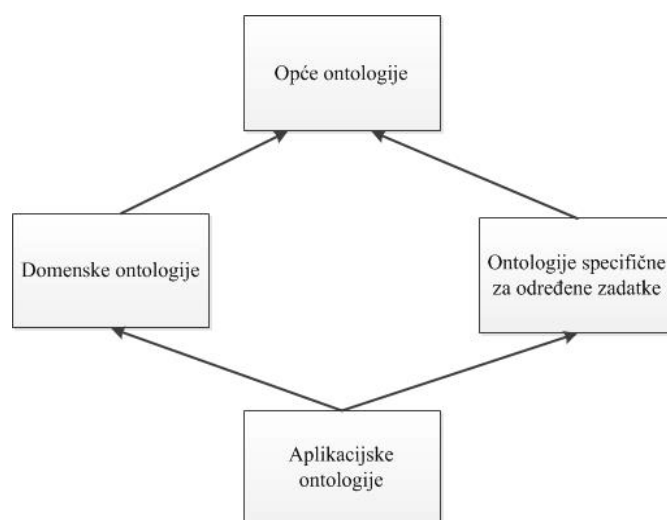 Opće ontologije
Domenske ontologije
Ontologije specifične
za određene zadatke
Aplikacijske
ontologije